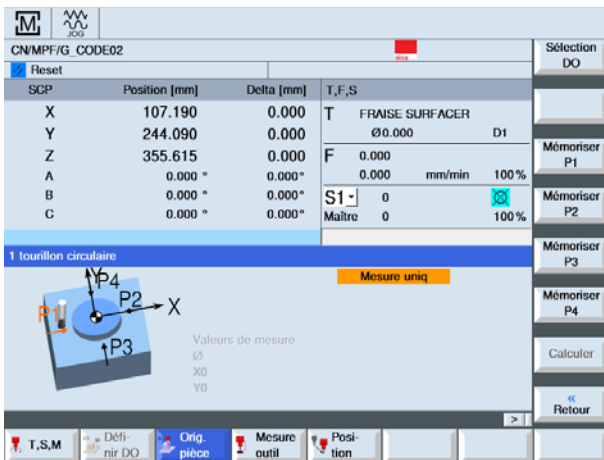 M
JOG
CN/MPF/G_CODE02
Sélection DO
Reset
SCP Position [mm] Delta [mm] T,F,S
X 107.190 0.000 T FRAISE SURFACER
Y 244.090 0.000 Ø0.000 D1
Z 355.615 0.000 F 0.000
A 0.000 ° 0.000° 0.000 mm/min 100%
B 0.000 ° 0.000° S1 0
C 0.000 ° 0.000° Maître 0 100%
Mémoriser P1
Mémoriser P2
Mémoriser P3
Mémoriser P4
Calculer
«
Retour
1 tourillon circulaire
Mesure uniq
Y
P4
P2
X
P1
P3
Valeurs de mesure
Ø
X0
Y0
>
T,S,M
Défi-
nir DO
Orig.
pièce
Mesure
outil
Posi-
tion